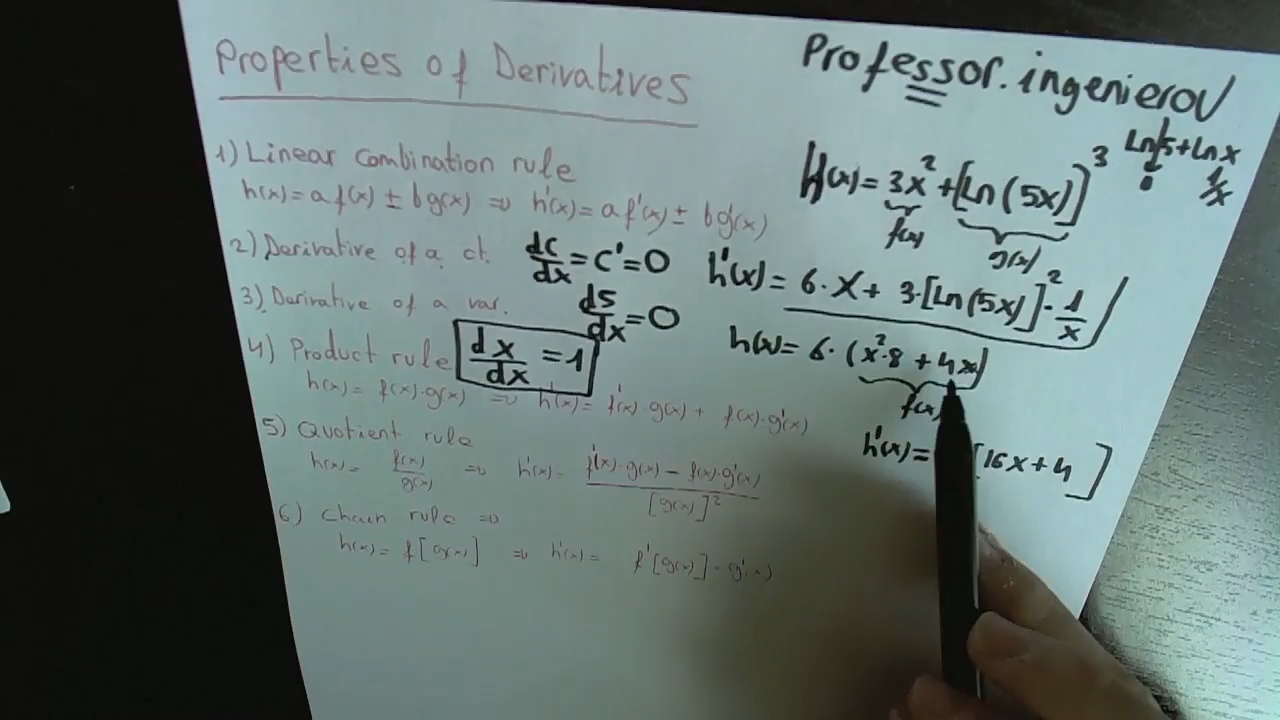 Properties of Derivatives
1) Linear combination rule
h(x) = a f(x) ± b g(x) ⇒ h'(x) = a f'(x) ± b g'(x)
2) Derivative of a ct. dC/dx = C' = 0
3) Derivative of a var. d5/dx = 0
4) Product rule dx/dx = 1
h(x) = f(x)·g(x) ⇒ h'(x) = f'(x) g(x) + f(x)·g'(x)
5) Quotient rule
h(x) = f(x)/g(x) ⇒ h'(x) = f'(x)·g(x) − f(x)·g'(x)/[g(x)]²
6) Chain rule ⇒
h(x) = f[g(x)] ⇒ h'(x) = f'[g(x)]·g'(x)
Professor.ingenierov
Ln5 + Ln x
0 1/x
H(x) = 3x² + [Ln(5x)]³
f(x) g(x)
h'(x) = 6·x + 3·[Ln(5x)]²·1/x
h(x) = 6·(x²·8 + 4x)
h'(x) = [16x + 4]